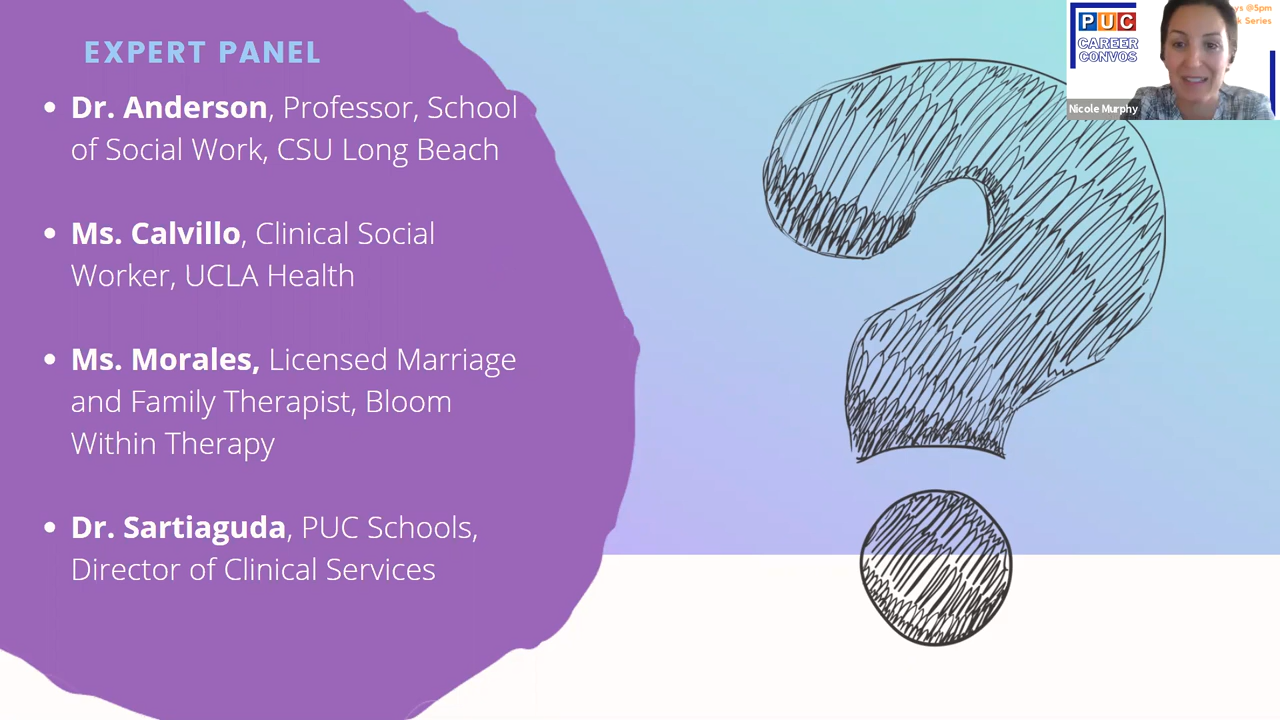 EXPERT PANEL
Dr. Anderson, Professor, School
of Social Work, CSU Long Beach
Ms. Calvillo, Clinical Social
Worker, UCLA Health
Ms. Morales, Licensed Marriage
and Family Therapist, Bloom
Within Therapy
Dr. Sartiaguda, PUC Schools,
Director of Clinical Services
PUC
CAREER
CONVOS
@5pm
Series
Nicole Murphy